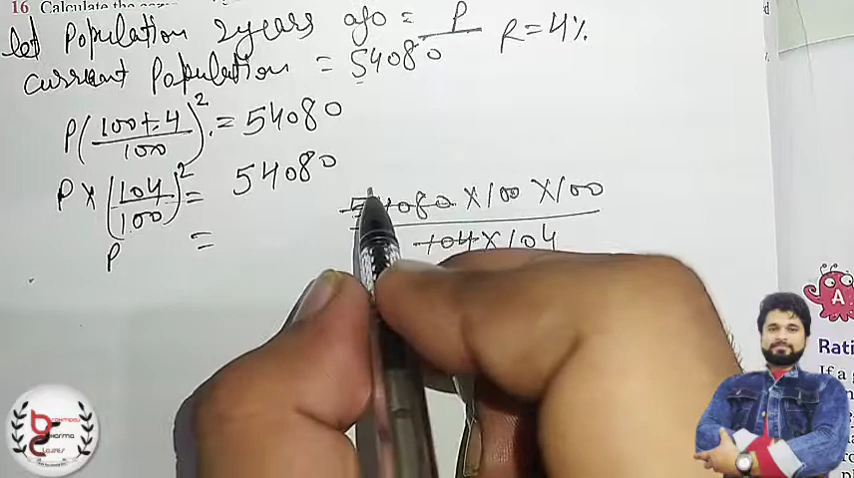 16 Calculate the
let Population 2years ago = P R = 4%
current Population = 54080
P(100+4/100)² = 54080
P × (104/100)² = 54080
P = 54080 × 100 × 100 / 104 × 104
A
Rati
If a g